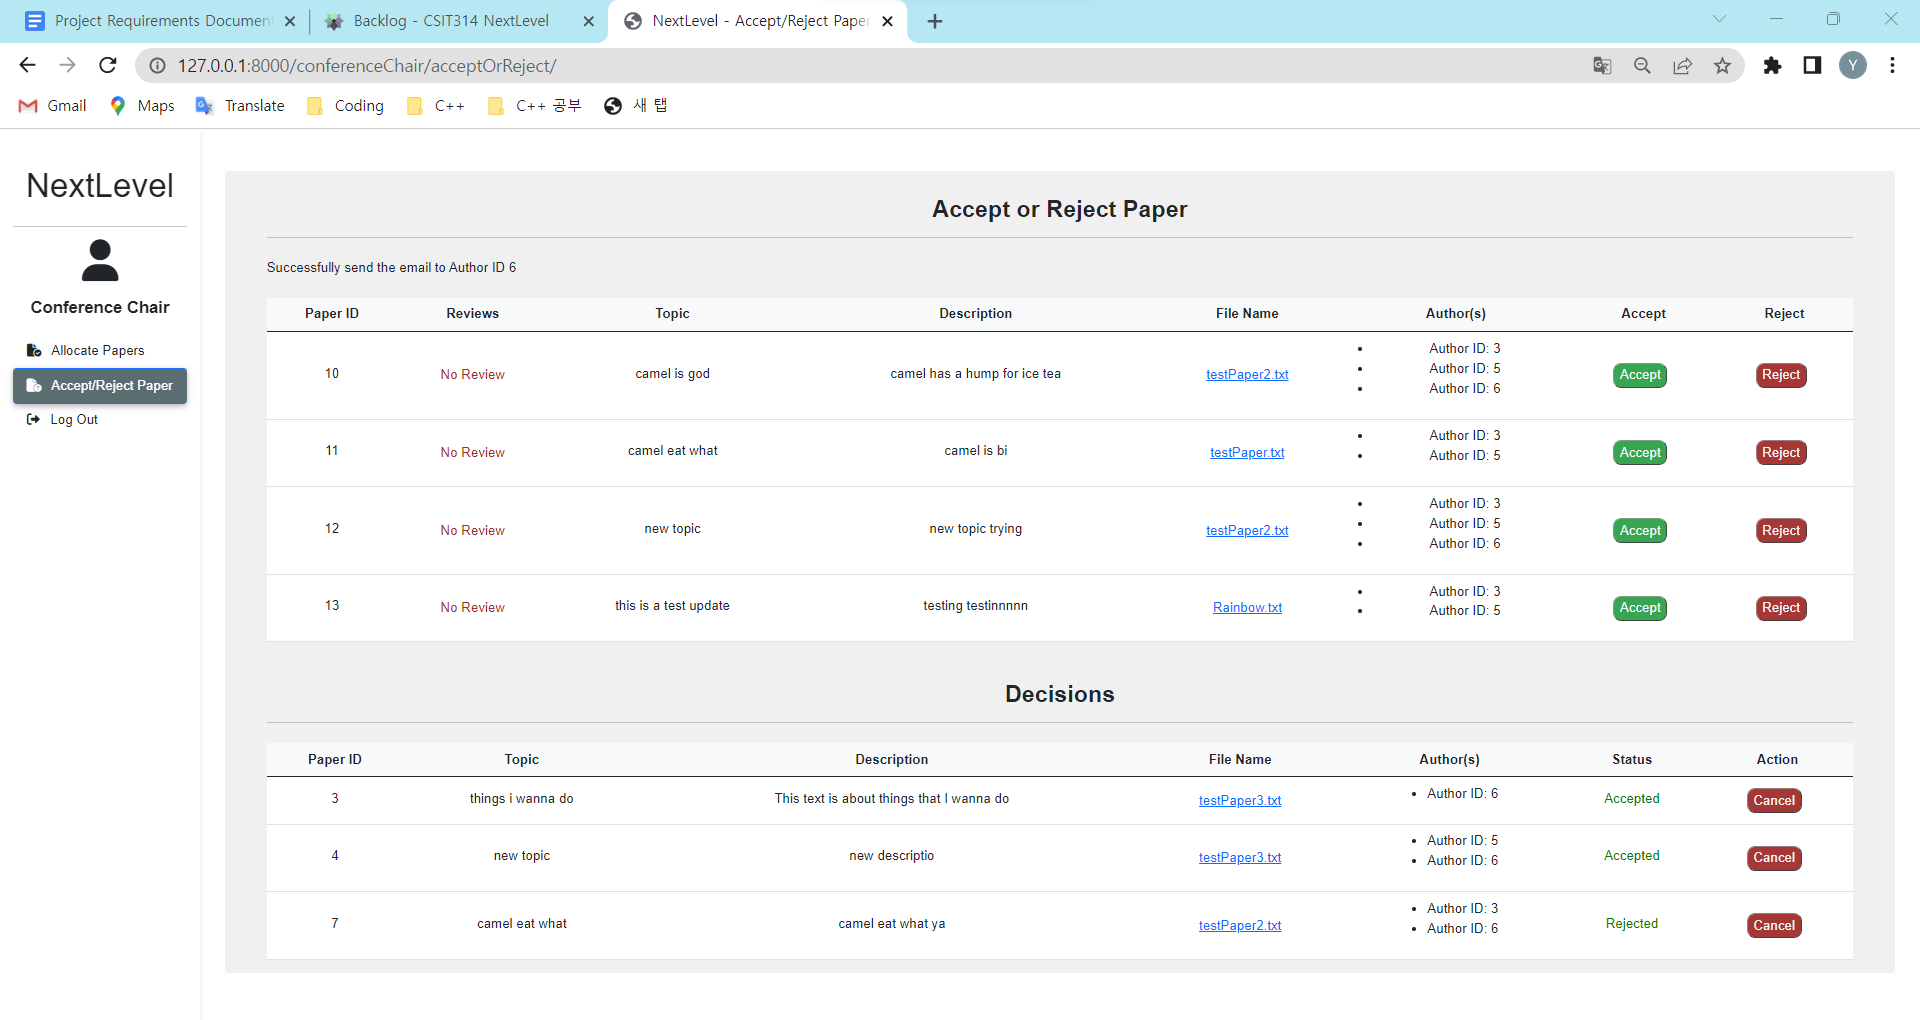 Project Requirements Documen
Backlog - CSIT314 NextLevel
NextLevel - Accept/Reject Paper
127.0.0.1:8000/conferenceChair/acceptOrReject/
Y
Gmail
Maps
Translate
Coding
C++
C++ 공부
새 탭
NextLevel
Conference Chair
Allocate Papers
Accept/Reject Paper
Log Out
Accept or Reject Paper
Successfully send the email to Author ID 6
Paper ID Reviews Topic Description File Name Author(s) Accept Reject
10 No Review camel is god camel has a hump for ice tea testPaper2.txt Accept Reject
• Author ID: 3
• Author ID: 5
• Author ID: 6
11 No Review camel eat what camel is bi testPaper.txt Accept Reject
• Author ID: 3
• Author ID: 5
12 No Review new topic new topic trying testPaper2.txt Accept Reject
• Author ID: 3
• Author ID: 5
• Author ID: 6
13 No Review this is a test update testing testinnnnn Rainbow.txt Accept Reject
• Author ID: 3
• Author ID: 5
Decisions
Paper ID Topic Description File Name Author(s) Status Action
3 things i wanna do This text is about things that I wanna do testPaper3.txt • Author ID: 6 Accepted Cancel
4 new topic new descriptio testPaper3.txt Accepted Cancel
• Author ID: 5
• Author ID: 6
7 camel eat what camel eat what ya testPaper2.txt Rejected Cancel
• Author ID: 3
• Author ID: 6